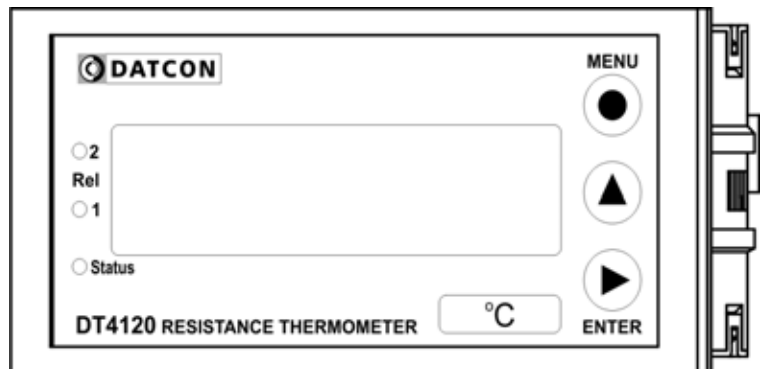 DATCON
MENU
2
Rel
1
Status
DT4120 RESISTANCE THERMOMETER
°C
ENTER